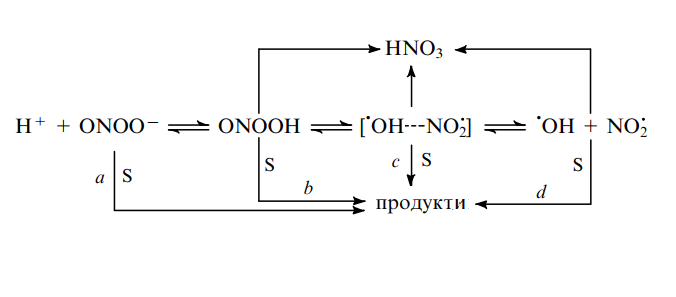 HNO₃
H⁺ + ONOO⁻ ⇌ ONOOH ⇌ [•OH---NO₂•] ⇌ •OH + NO₂•
a S S c S S
b d
продукти